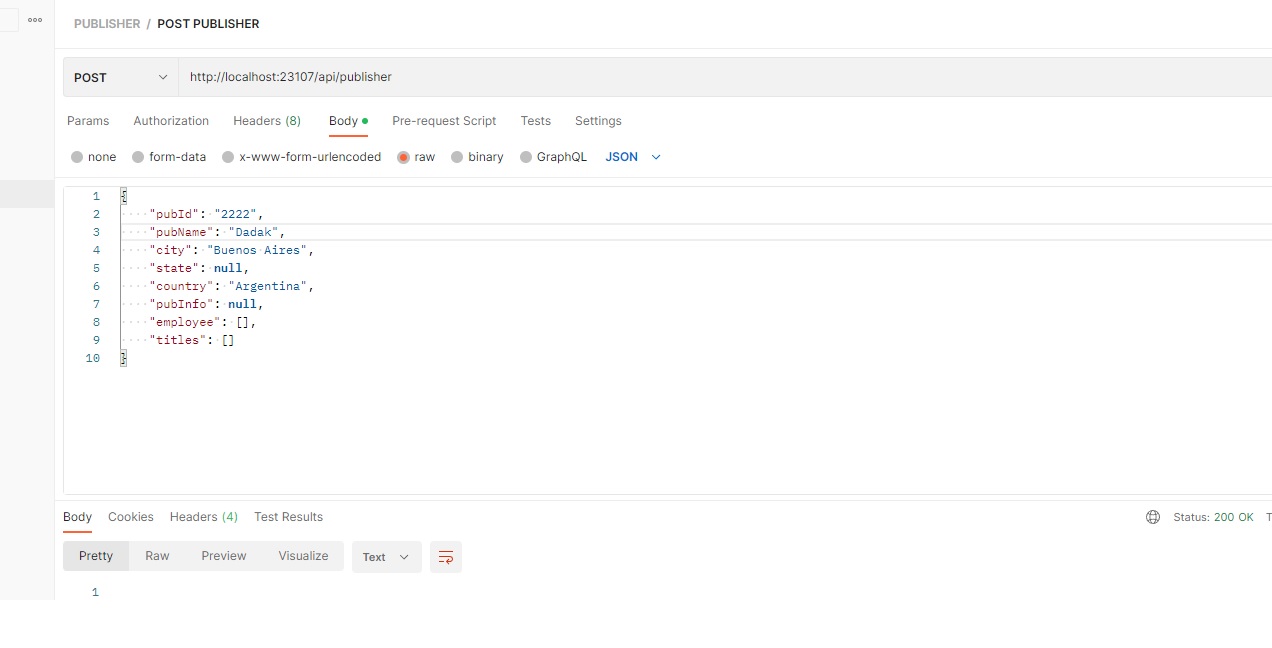 PUBLISHER / POST PUBLISHER
POST http://localhost:23107/api/publisher
Params Authorization Headers (8) Body Pre-request Script Tests Settings
none form-data x-www-form-urlencoded raw binary GraphQL JSON
1 {
2 "pubId": "2222",
3 "pubName": "Dadak",
4 "city": "Buenos Aires",
5 "state": null,
6 "country": "Argentina",
7 "pubInfo": null,
8 "employee": [],
9 "titles": []
10 }
Body Cookies Headers (4) Test Results Status: 200 OK T
Pretty Raw Preview Visualize Text
1